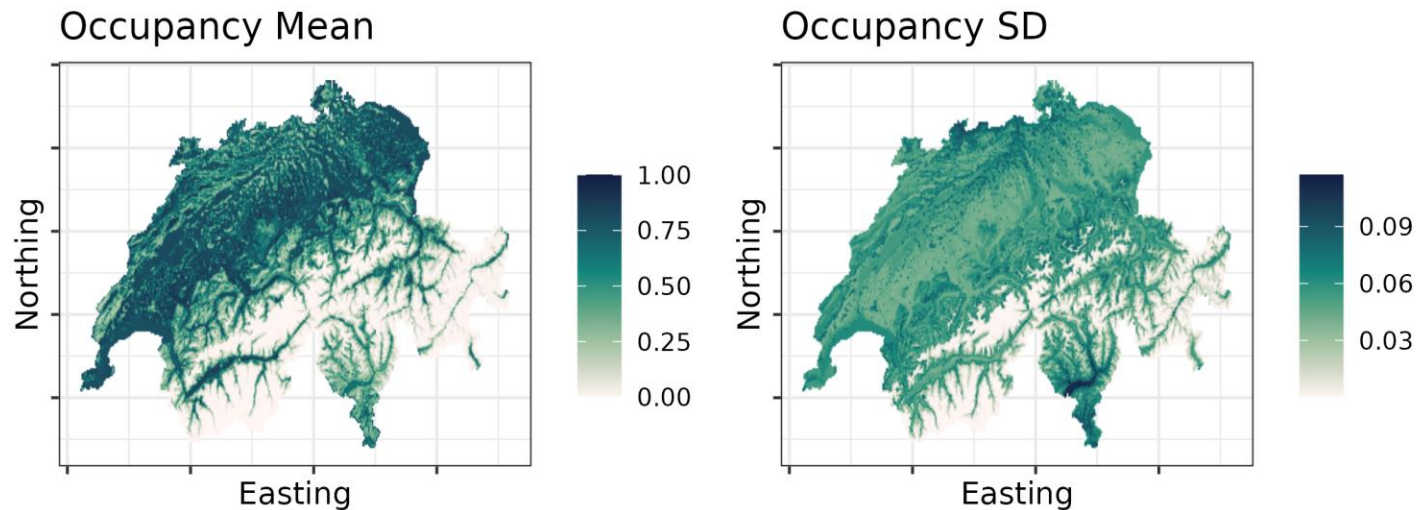 Occupancy Mean
Northing
Easting
1.00
0.75
0.50
0.25
0.00
Occupancy SD
Northing
Easting
0.09
0.06
0.03